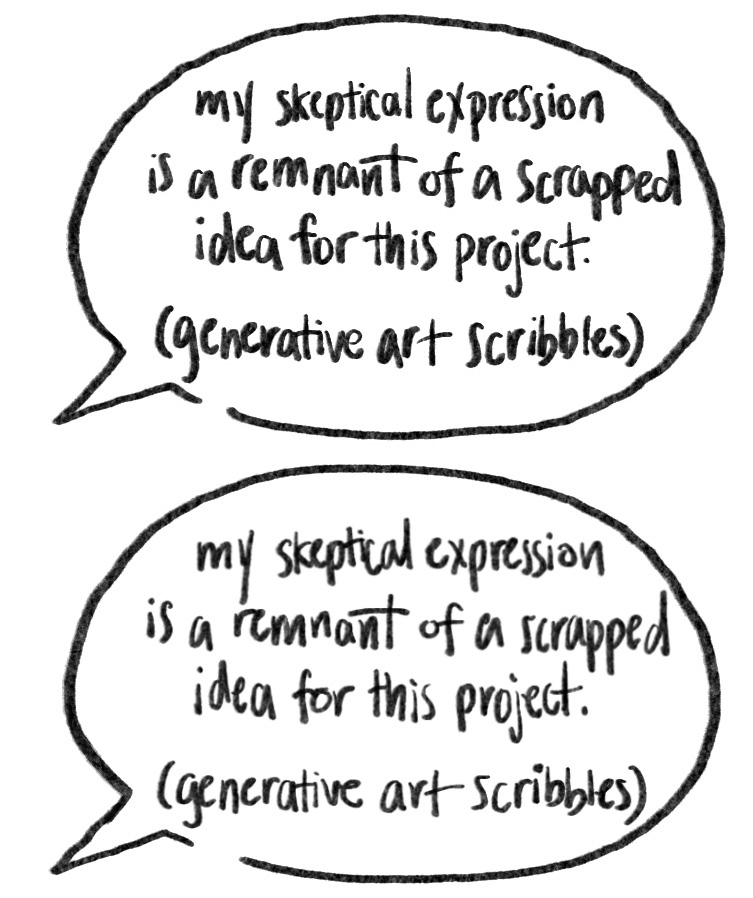 my skeptical expression
is a remnant of a scrapped
idea for this project.
(generative art scribbles)
my skeptical expression
is a remnant of a scrapped
idea for this project.
(generative art scribbles)